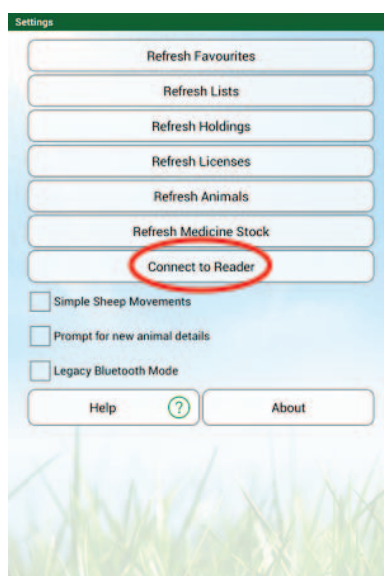 Settings
Refresh Favourites
Refresh Lists
Refresh Holdings
Refresh Licenses
Refresh Animals
Refresh Medicine Stock
Connect to Reader
Simple Sheep Movements
Prompt for new animal details
Legacy Bluetooth Mode
Help ? About